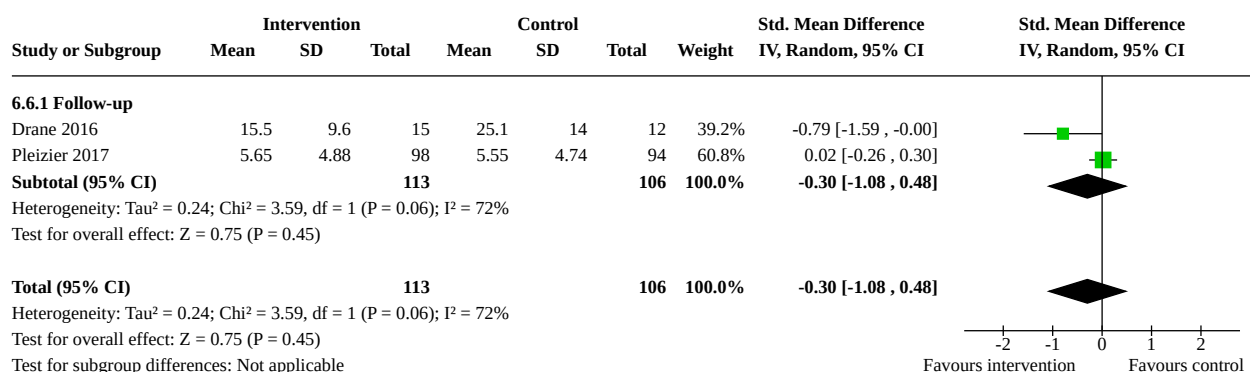 Intervention Control Std. Mean Difference Std. Mean Difference
Study or Subgroup Mean SD Total Mean SD Total Weight IV, Random, 95% CI IV, Random, 95% CI
6.6.1 Follow-up
Drane 2016 15.5 9.6 15 25.1 14 12 39.2% -0.79 [-1.59 , -0.00]
Pleizier 2017 5.65 4.88 98 5.55 4.74 94 60.8% 0.02 [-0.26 , 0.30]
Subtotal (95% CI) 113 106 100.0% -0.30 [-1.08 , 0.48]
Heterogeneity: Tau² = 0.24; Chi² = 3.59, df = 1 (P = 0.06); I² = 72%
Test for overall effect: Z = 0.75 (P = 0.45)
Total (95% CI) 113 106 100.0% -0.30 [-1.08 , 0.48]
Heterogeneity: Tau² = 0.24; Chi² = 3.59, df = 1 (P = 0.06); I² = 72%
Test for overall effect: Z = 0.75 (P = 0.45)
-2 -1 0 1 2
Test for subgroup differences: Not applicable Favours intervention Favours control